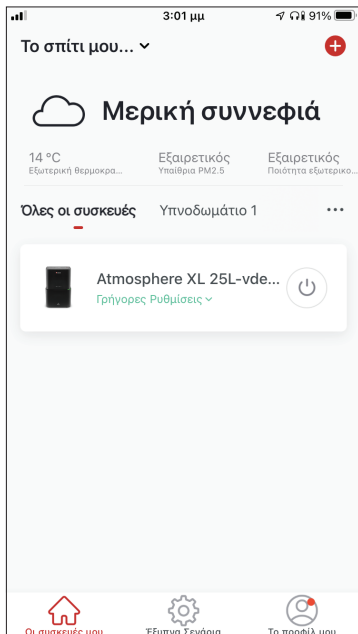 3:01 μμ
91%
Το σπίτι μου...
Μερική συννεφιά
14 °C
Εξωτερική θερμοκρα...
Εξαιρετικός
Υπαίθρια PM2.5
Εξαιρετικός
Ποιότητα εξωτερικο...
Όλες οι συσκευές
Υπνοδωμάτιο 1
Atmosphere XL 25L-vde...
Γρήγορες Ρυθμίσεις
Οι συσκευές μου
Έξυπνα Σενάρια
Το προφίλ μου